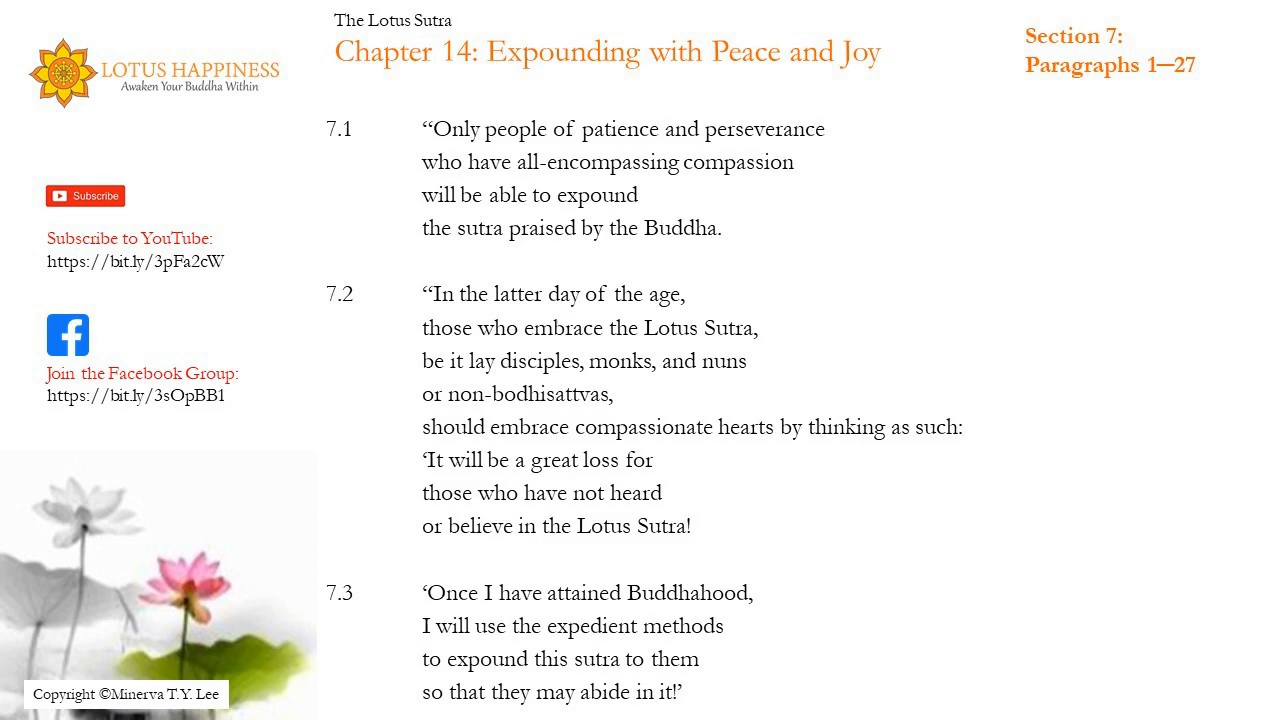 The Lotus Sutra
Chapter 14: Expounding with Peace and Joy
Section 7:
Paragraphs 1—27
LOTUS HAPPINESS
Awaken Your Buddha Within
Subscribe
Subscribe to YouTube:
https://bit.ly/3pFa2cW
Join the Facebook Group:
https://bit.ly/3sOpBB1
Copyright ©Minerva T.Y. Lee
7.1 “Only people of patience and perseverance
who have all-encompassing compassion
will be able to expound
the sutra praised by the Buddha.
7.2 “In the latter day of the age,
those who embrace the Lotus Sutra,
be it lay disciples, monks, and nuns
or non-bodhisattvas,
should embrace compassionate hearts by thinking as such:
‘It will be a great loss for
those who have not heard
or believe in the Lotus Sutra!
7.3 ‘Once I have attained Buddhahood,
I will use the expedient methods
to expound this sutra to them
so that they may abide in it!’